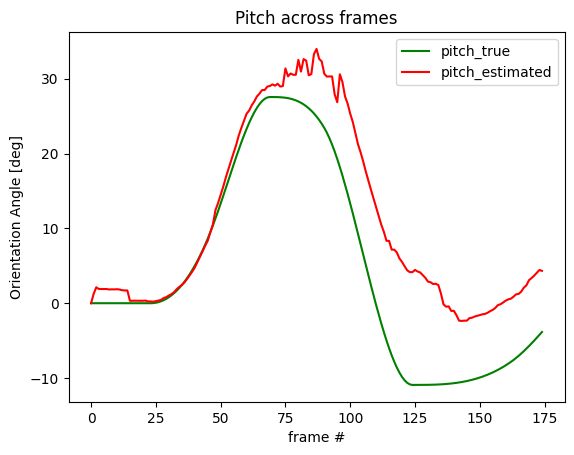 Pitch across frames
pitch_true
pitch_estimated
Orientation Angle [deg]
30
20
10
0
−10
0
25
50
75
100
125
150
175
frame #